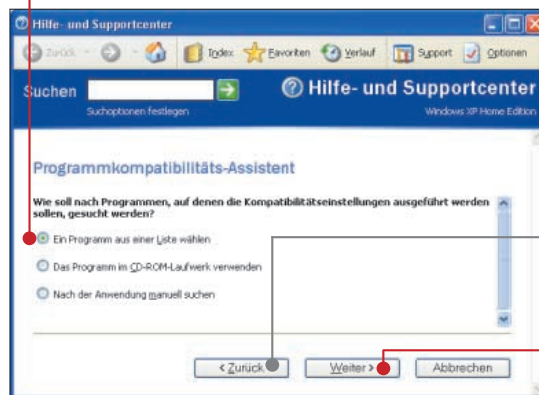 Hilfe- und Supportcenter
Zurück Index Favoriten Verlauf Support Optionen
Suchen Hilfe- und Supportcenter
Suchoptionen festlegen Windows XP Home Edition
Programmkompatibilitäts-Assistent
Wie soll nach Programmen, auf denen die Kompatibilitätseinstellungen ausgeführt werden
sollen, gesucht werden?
Ein Programm aus einer Liste wählen
Das Programm im CD-ROM-Laufwerk verwenden
Nach der Anwendung manuell suchen
< Zurück Weiter > Abbrechen